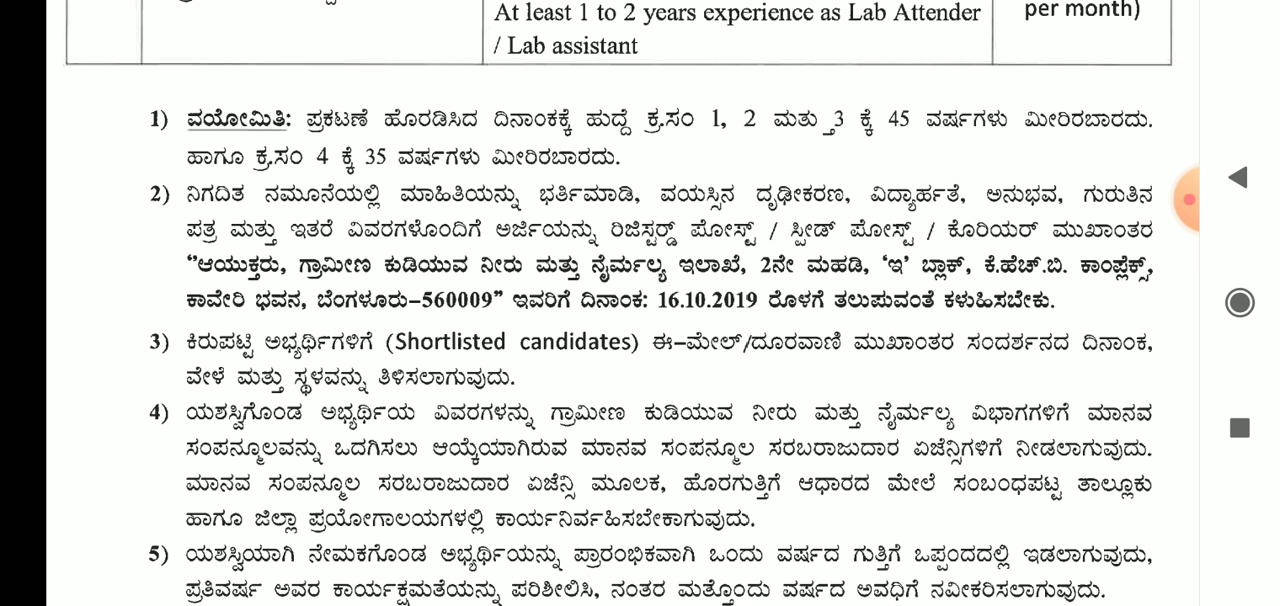 At least 1 to 2 years experience as Lab Attender
per month)
/ Lab assistant
1) ವಯೋಮಿತಿ: ಪ್ರಕಟಣೆ ಹೊರಡಿಸಿದ ದಿನಾಂಕಕ್ಕೆ ಹುದ್ದೆ ಕ್ರ.ಸಂ 1, 2 ಮತ್ತು 3 ಕ್ಕೆ 45 ವರ್ಷಗಳು ಮೀರಿರಬಾರದು.
ಹಾಗೂ ಕ್ರ.ಸಂ 4 ಕ್ಕೆ 35 ವರ್ಷಗಳು ಮೀರಿರಬಾರದು.
2) ನಿಗದಿತ ನಮೂನೆಯಲ್ಲಿ ಮಾಹಿತಿಯನ್ನು ಭರ್ತಿಮಾಡಿ, ವಯಸ್ಸಿನ ದೃಢೀಕರಣ, ವಿದ್ಯಾರ್ಹತೆ, ಅನುಭವ, ಗುರುತಿನ
ಪತ್ರ ಮತ್ತು ಇತರೆ ವಿವರಗಳೊಂದಿಗೆ ಅರ್ಜಿಯನ್ನು ರಿಜಿಸ್ಟರ್ಡ್ ಪೋಸ್ಟ್ / ಸ್ಪೀಡ್ ಪೋಸ್ಟ್ / ಕೊರಿಯರ್ ಮುಖಾಂತರ
"ಆಯುಕ್ತರು, ಗ್ರಾಮೀಣ ಕುಡಿಯುವ ನೀರು ಮತ್ತು ನೈರ್ಮಲ್ಯ ಇಲಾಖೆ, 2ನೇ ಮಹಡಿ, 'ಇ' ಬ್ಲಾಕ್, ಕೆ.ಹೆಚ್.ಬಿ. ಕಾಂಪ್ಲೆಕ್ಸ್,
ಕಾವೇರಿ ಭವನ, ಬೆಂಗಳೂರು-560009" ಇವರಿಗೆ ದಿನಾಂಕ: 16.10.2019 ರೊಳಗೆ ತಲುಪುವಂತೆ ಕಳುಹಿಸಬೇಕು.
3) ಕಿರುಪಟ್ಟಿ ಅಭ್ಯರ್ಥಿಗಳಿಗೆ (Shortlisted candidates) ಈ-ಮೇಲ್/ದೂರವಾಣಿ ಮುಖಾಂತರ ಸಂದರ್ಶನದ ದಿನಾಂಕ,
ವೇಳೆ ಮತ್ತು ಸ್ಥಳವನ್ನು ತಿಳಿಸಲಾಗುವುದು.
4) ಯಶಸ್ವಿಗೊಂಡ ಅಭ್ಯರ್ಥಿಯ ವಿವರಗಳನ್ನು ಗ್ರಾಮೀಣ ಕುಡಿಯುವ ನೀರು ಮತ್ತು ನೈರ್ಮಲ್ಯ ವಿಭಾಗಗಳಿಗೆ ಮಾನವ
ಸಂಪನ್ಮೂಲವನ್ನು ಒದಗಿಸಲು ಆಯ್ಕೆಯಾಗಿರುವ ಮಾನವ ಸಂಪನ್ಮೂಲ ಸರಬರಾಜುದಾರ ಏಜೆನ್ಸಿಗಳಿಗೆ ನೀಡಲಾಗುವುದು.
ಮಾನವ ಸಂಪನ್ಮೂಲ ಸರಬರಾಜುದಾರ ಏಜೆನ್ಸಿ ಮೂಲಕ, ಹೊರಗುತ್ತಿಗೆ ಆಧಾರದ ಮೇಲೆ ಸಂಬಂಧಪಟ್ಟ ತಾಲ್ಲೂಕು
ಹಾಗೂ ಜಿಲ್ಲಾ ಪ್ರಯೋಗಾಲಯಗಳಲ್ಲಿ ಕಾರ್ಯನಿರ್ವಹಿಸಬೇಕಾಗುವುದು.
5) ಯಶಸ್ವಿಯಾಗಿ ನೇಮಕಗೊಂಡ ಅಭ್ಯರ್ಥಿಯನ್ನು ಪ್ರಾರಂಭಿಕವಾಗಿ ಒಂದು ವರ್ಷದ ಗುತ್ತಿಗೆ ಒಪ್ಪಂದದಲ್ಲಿ ಇಡಲಾಗುವುದು,
ಪ್ರತಿವರ್ಷ ಅವರ ಕಾರ್ಯಕ್ಷಮತೆಯನ್ನು ಪರಿಶೀಲಿಸಿ, ನಂತರ ಮತ್ತೊಂದು ವರ್ಷದ ಅವಧಿಗೆ ನವೀಕರಿಸಲಾಗುವುದು.